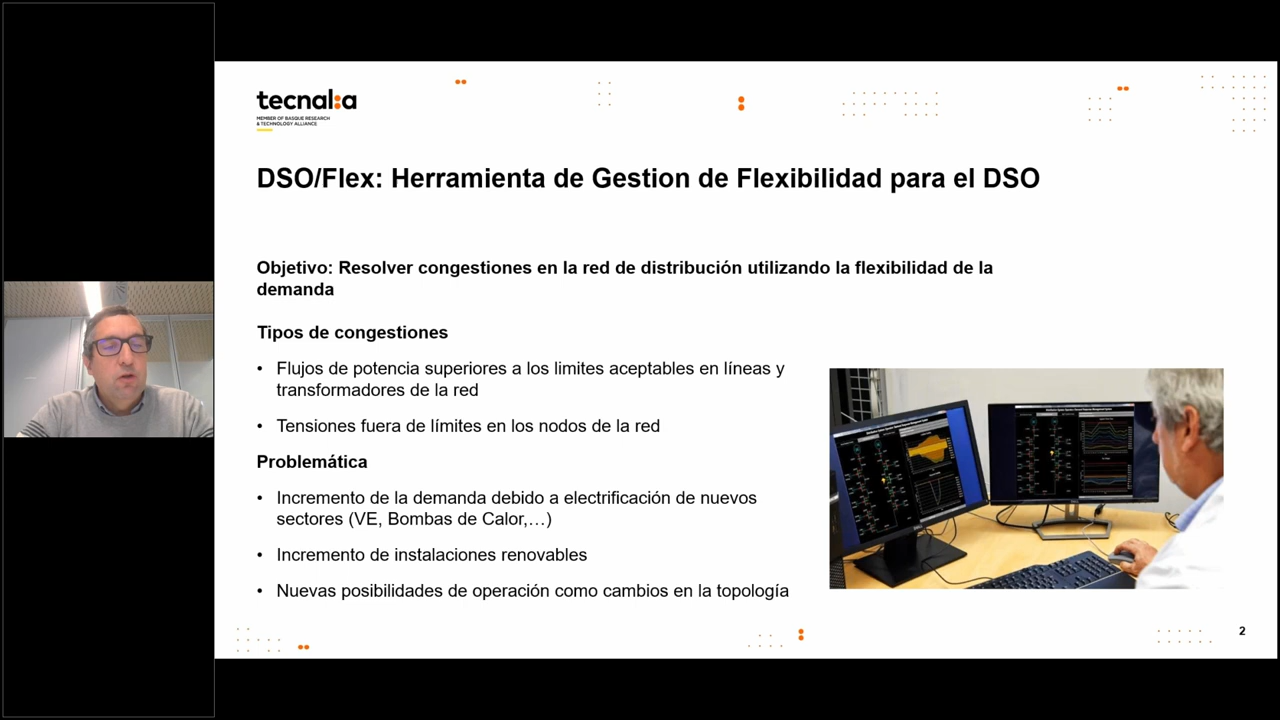 tecnal:a
MEMBER OF BASQUE RESEARCH
& TECHNOLOGY ALLIANCE
DSO/Flex: Herramienta de Gestion de Flexibilidad para el DSO
Objetivo: Resolver congestiones en la red de distribución utilizando la flexibilidad de la
demanda
Tipos de congestiones
• Flujos de potencia superiores a los limites aceptables en líneas y
transformadores de la red
• Tensiones fuera de límites en los nodos de la red
Problemática
• Incremento de la demanda debido a electrificación de nuevos
sectores (VE, Bombas de Calor,…)
• Incremento de instalaciones renovables
• Nuevas posibilidades de operación como cambios en la topología
2